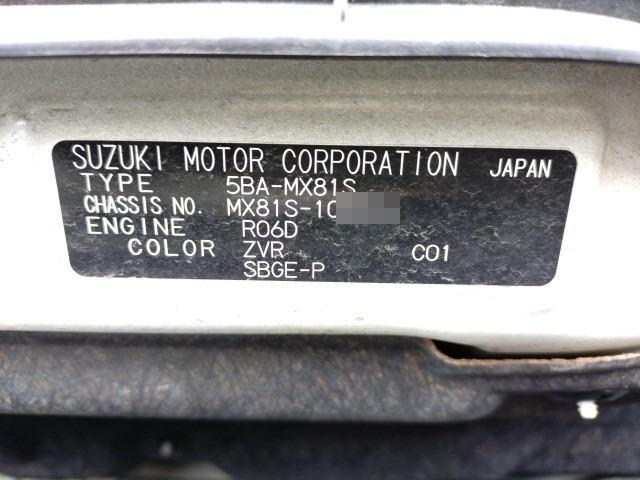 SUZUKI MOTOR CORPORATION JAPAN
TYPE 5BA-MX81S
CHASSIS NO. MX81S-10
ENGINE R06D
COLOR ZVR C01
SBGE-P